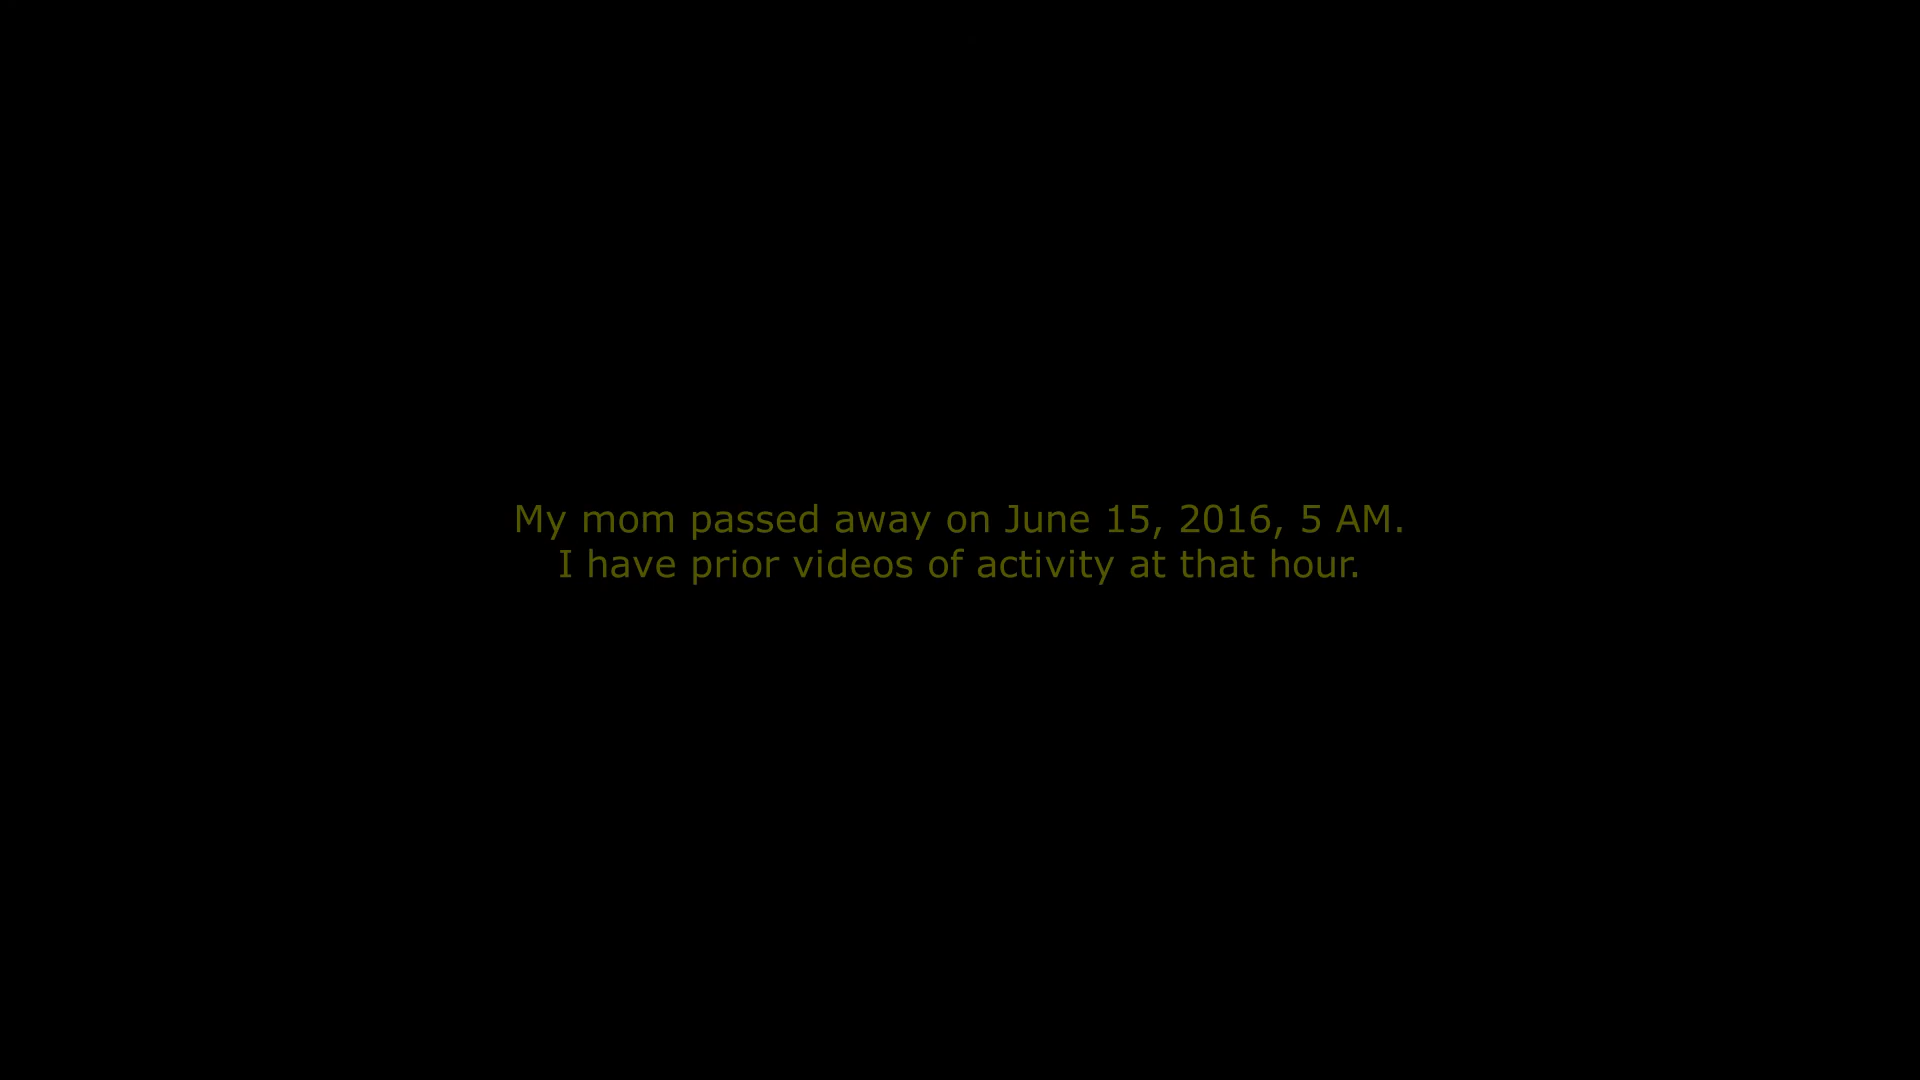 My mom passed away on June 15, 2016, 5 AM.
I have prior videos of activity at that hour.